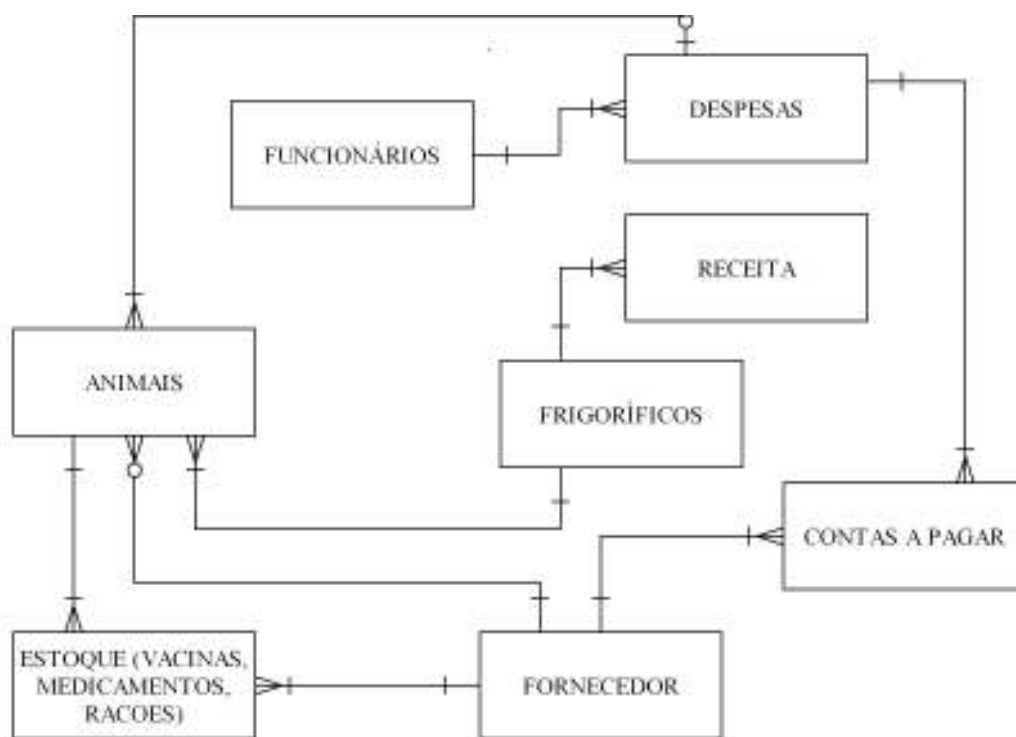 DESPESAS
FUNCIONÁRIOS
RECEITA
ANIMAIS
FRIGORÍFICOS
CONTAS A PAGAR
ESTOQUE (VACINAS,
MEDICAMENTOS,
RACOES)
FORNECEDOR